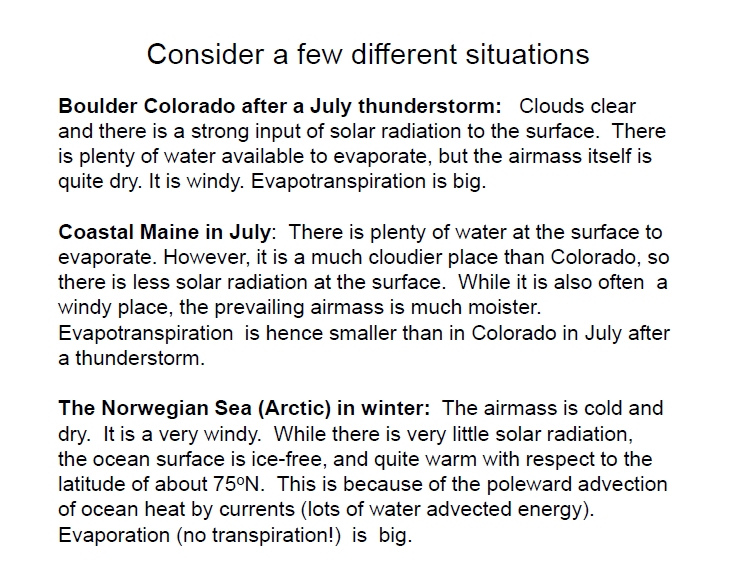 Consider a few different situations
Boulder Colorado after a July thunderstorm: Clouds clear
and there is a strong input of solar radiation to the surface. There
is plenty of water available to evaporate, but the airmass itself is
quite dry. It is windy. Evapotranspiration is big.
Coastal Maine in July: There is plenty of water at the surface to
evaporate. However, it is a much cloudier place than Colorado, so
there is less solar radiation at the surface. While it is also often a
windy place, the prevailing airmass is much moister.
Evapotranspiration is hence smaller than in Colorado in July after
a thunderstorm.
The Norwegian Sea (Arctic) in winter: The airmass is cold and
dry. It is a very windy. While there is very little solar radiation,
the ocean surface is ice-free, and quite warm with respect to the
latitude of about 75ºN. This is because of the poleward advection
of ocean heat by currents (lots of water advected energy).
Evaporation (no transpiration!) is big.